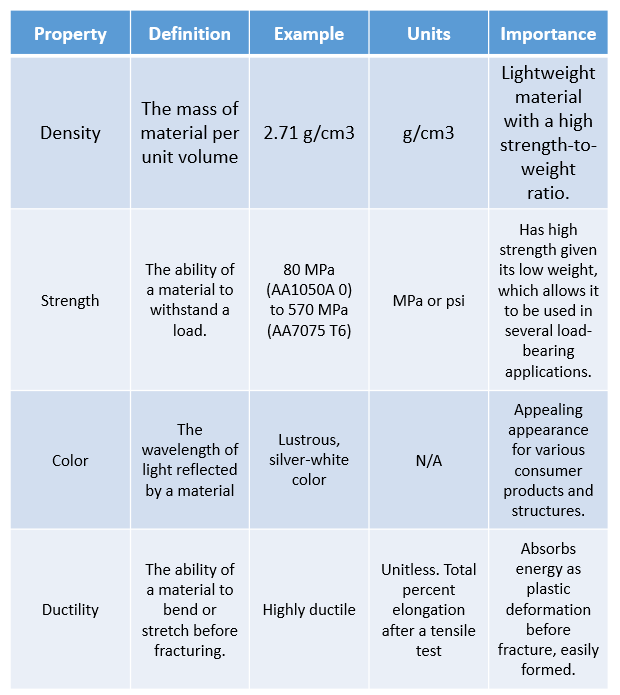 Property Definition Example Units Importance
Density
The mass of
material per
unit volume
2.71 g/cm3
g/cm3
Lightweight
material
with a high
strength-to-
weight
ratio.
Strength
The ability of
a material to
withstand a
load.
80 MPa
(AA1050A 0)
to 570 MPa
(AA7075 T6)
MPa or psi
Has high
strength given
its low weight,
which allows it
to be used in
several load-
bearing
applications.
Color
The
wavelength of
light reflected
by a material
Lustrous,
silver-white
color
N/A
Appealing
appearance
for various
consumer
products and
structures.
Ductility
The ability of
a material to
bend or
stretch before
fracturing.
Highly ductile
Unitless. Total
percent
elongation
after a tensile
test
Absorbs
energy as
plastic
deformation
before
fracture, easily
formed.